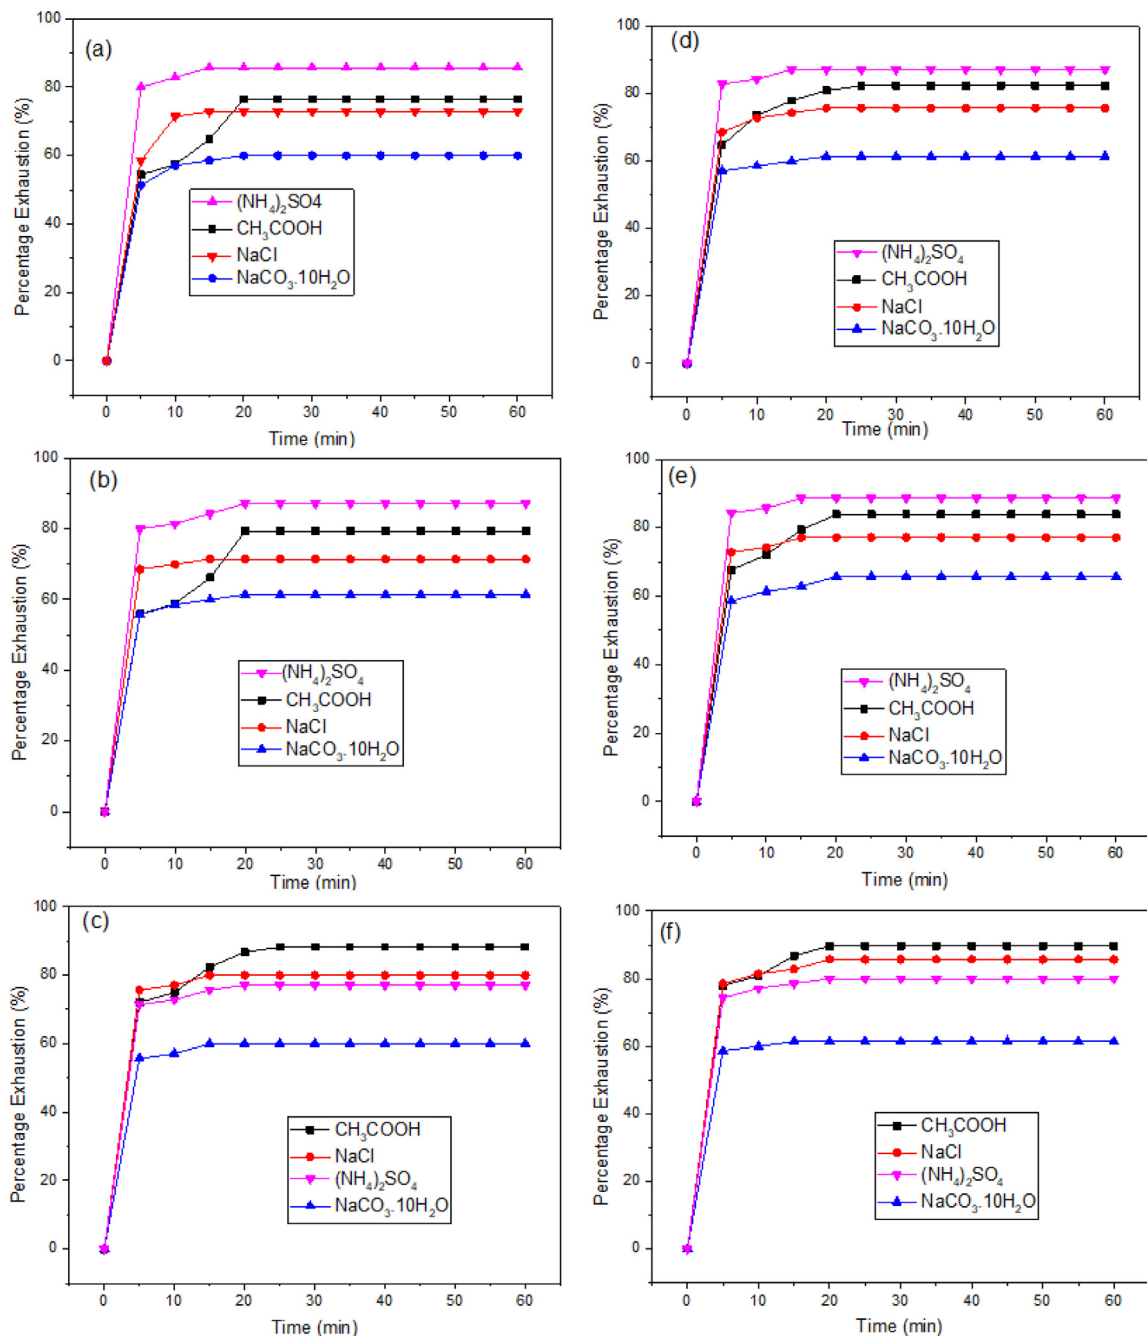 (a)
Percentage Exhaustion (%)
100
80
60
40
20
0
(NH₄)₂SO4
CH₃COOH
NaCl
NaCO₃.10H₂O
0 10 20 30 40 50 60
Time (min)
(d)
Percentage Exhaustion (%)
100
80
60
40
20
0
(NH₄)₂SO₄
CH₃COOH
NaCl
NaCO₃.10H₂O
0 10 20 30 40 50 60
Time (min)
(b)
Percentage Exhaustion (%)
100
80
60
40
20
0
(NH₄)₂SO₄
CH₃COOH
NaCl
NaCO₃.10H₂O
0 10 20 30 40 50 60
Time (min)
(e)
Percentage Exhaustion (%)
100
80
60
40
20
0
(NH₄)₂SO₄
CH₃COOH
NaCl
NaCO₃.10H₂O
0 10 20 30 40 50 60
Time (min)
(c)
Percentage Exhaustion (%)
100
80
60
40
20
0
CH₃COOH
NaCl
(NH₄)₂SO₄
NaCO₃.10H₂O
0 10 20 30 40 50 60
Time (min)
(f)
Percentage Exhaustion (%)
100
80
60
40
20
0
CH₃COOH
NaCl
(NH₄)₂SO₄
NaCO₃.10H₂O
0 10 20 30 40 50 60
Time (min)